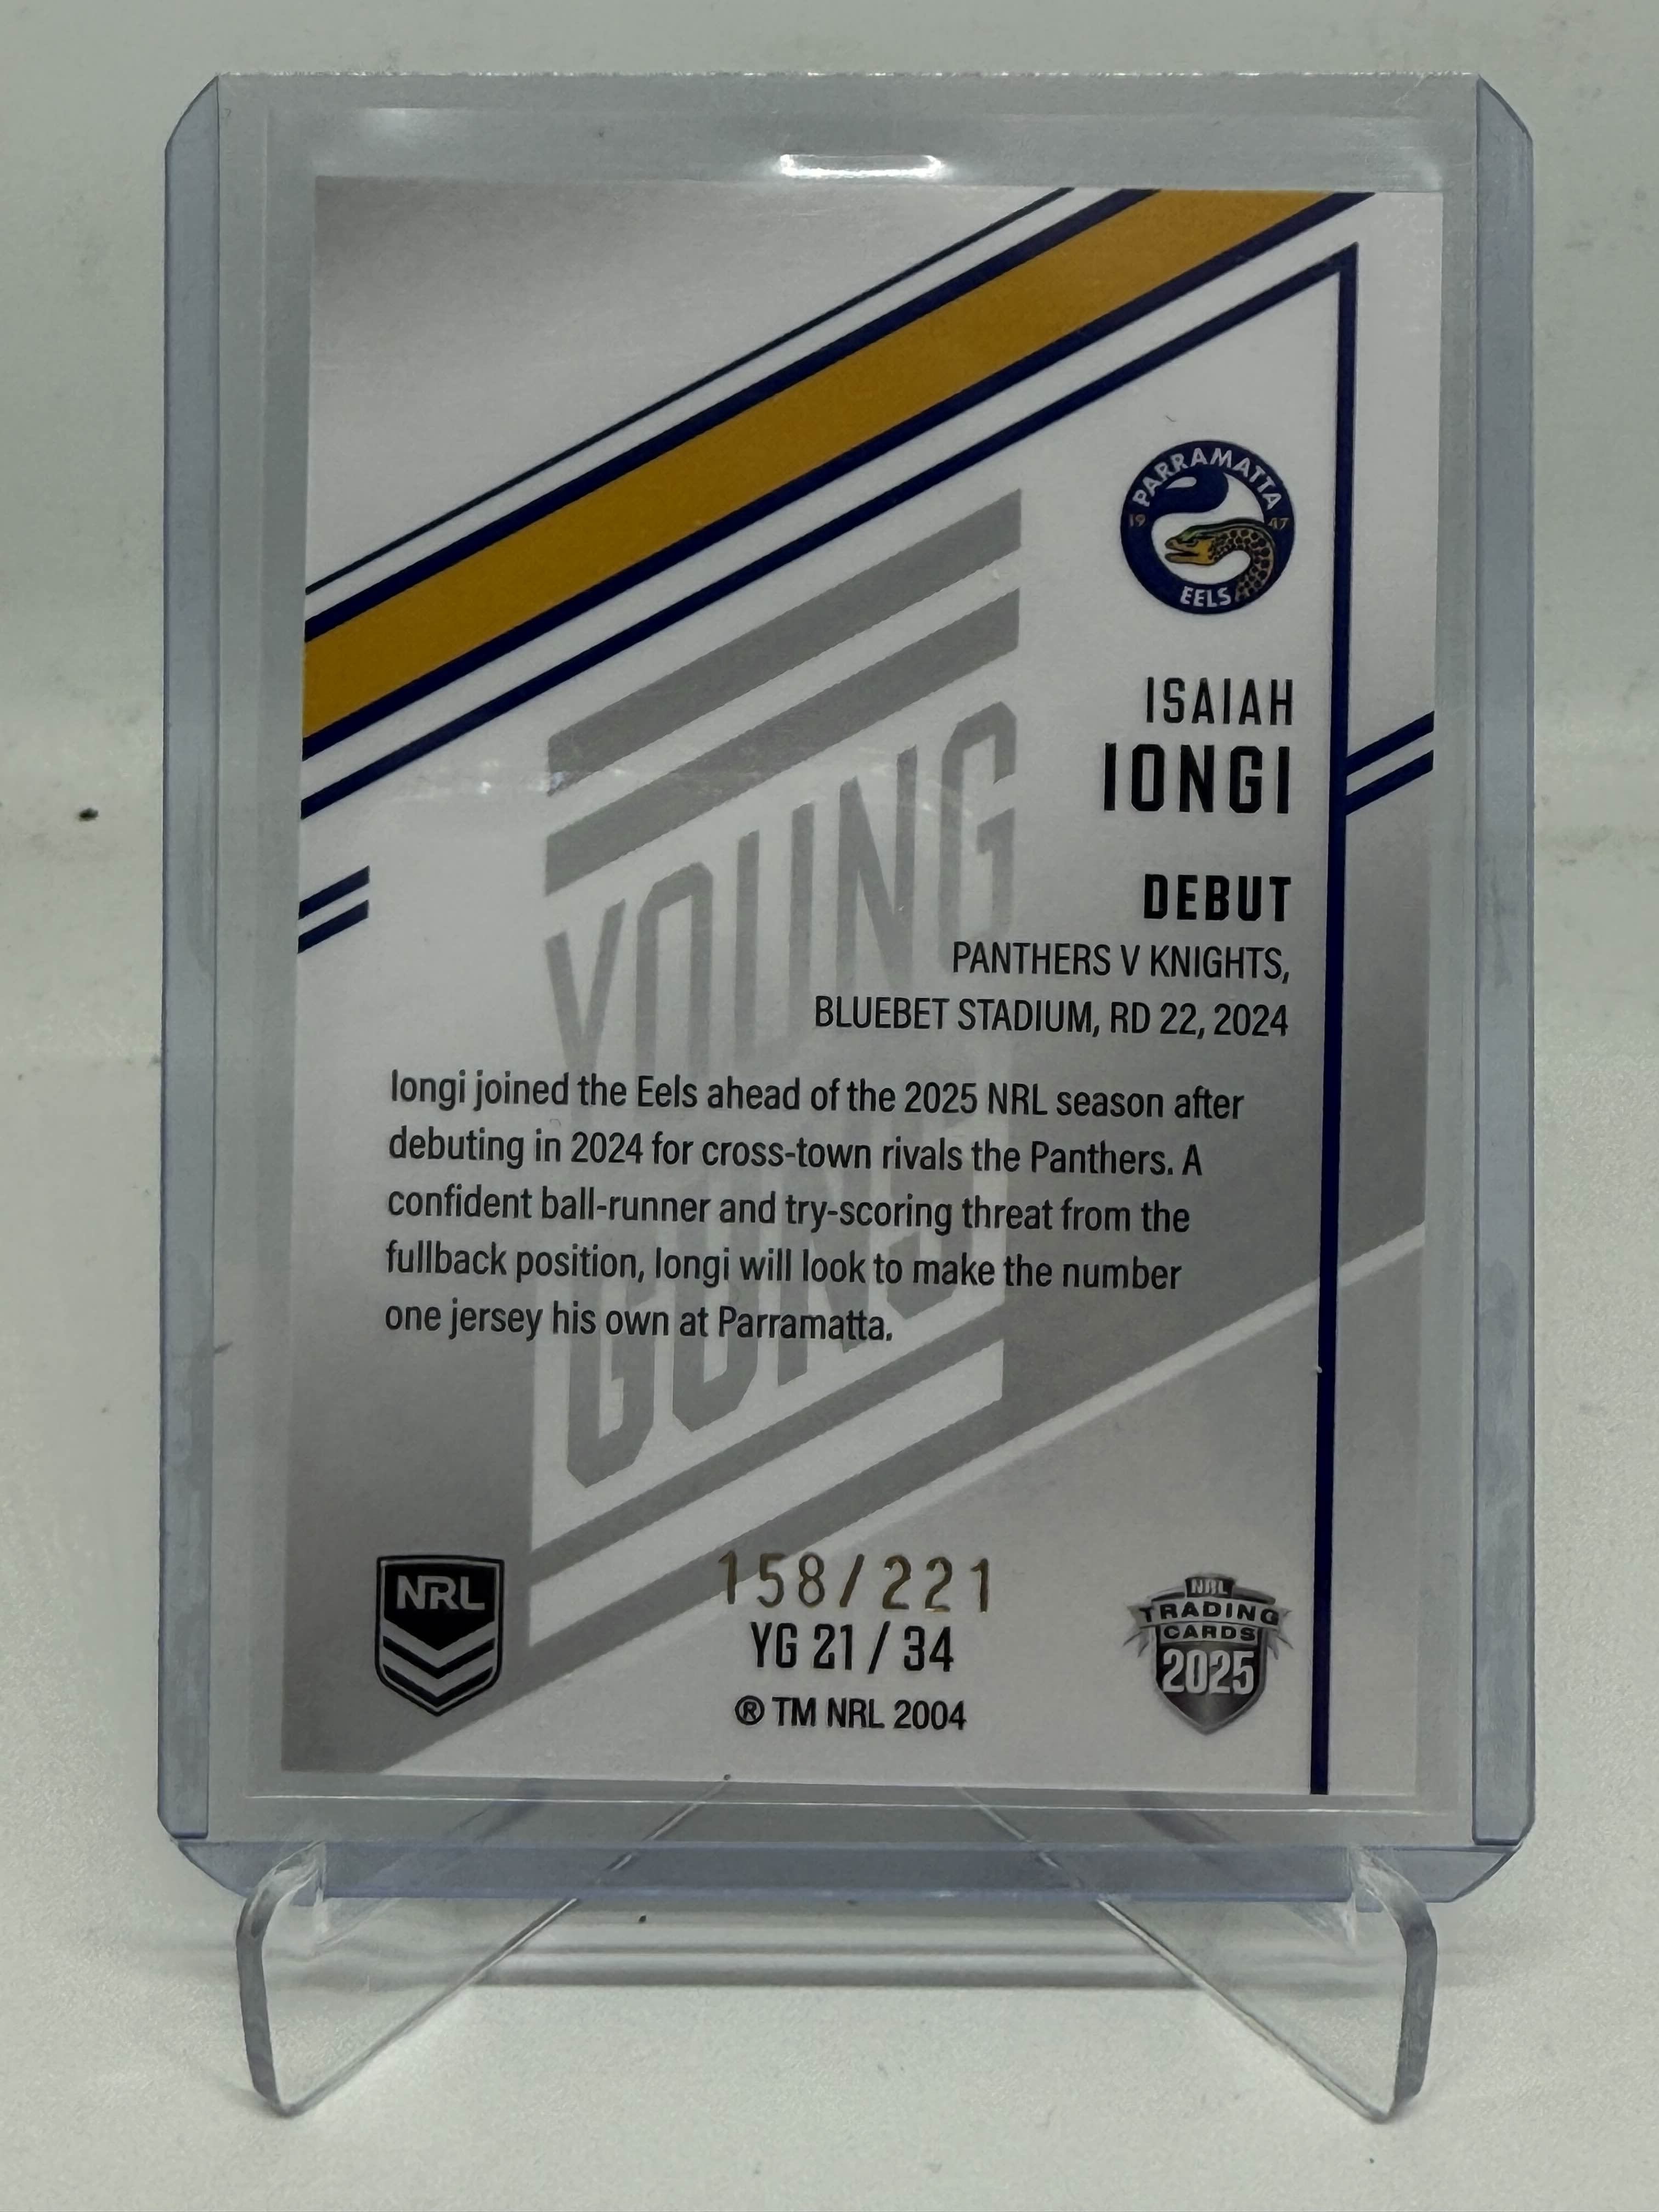 PARRAMATTA
19 47
EELS
ISAIAH
IONGI
DEBUT
PANTHERS V KNIGHTS,
BLUEBET STADIUM, RD 22, 2024
YOUNG
GUNS
Iongi joined the Eels ahead of the 2025 NRL season after
debuting in 2024 for cross-town rivals the Panthers. A
confident ball-runner and try-scoring threat from the
fullback position, Iongi will look to make the number
one jersey his own at Parramatta.
NRL
158/221
YG 21 / 34
® TM NRL 2004
NRL
TRADING
CARDS
2025